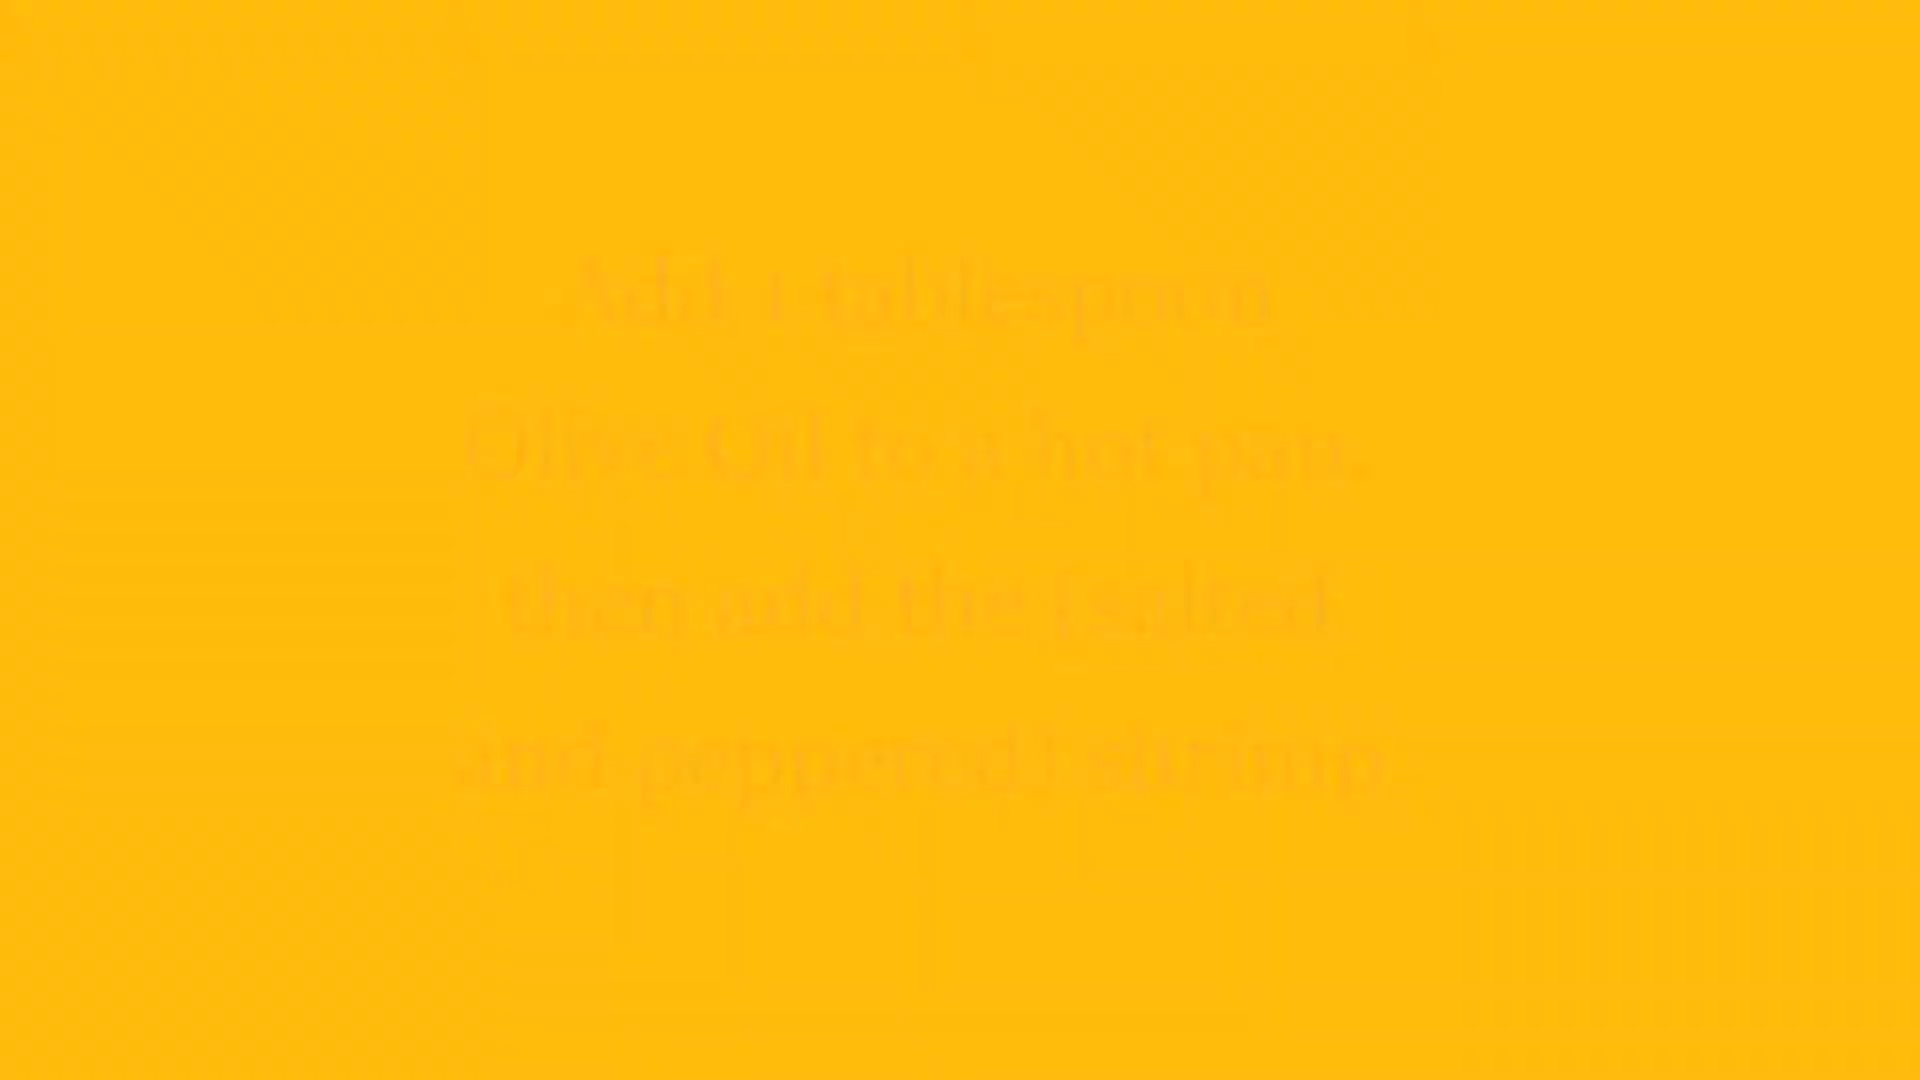 Add 1 tablespoon
Olive Oil to a hot pan,
then add the (salted
and peppered) shrimp